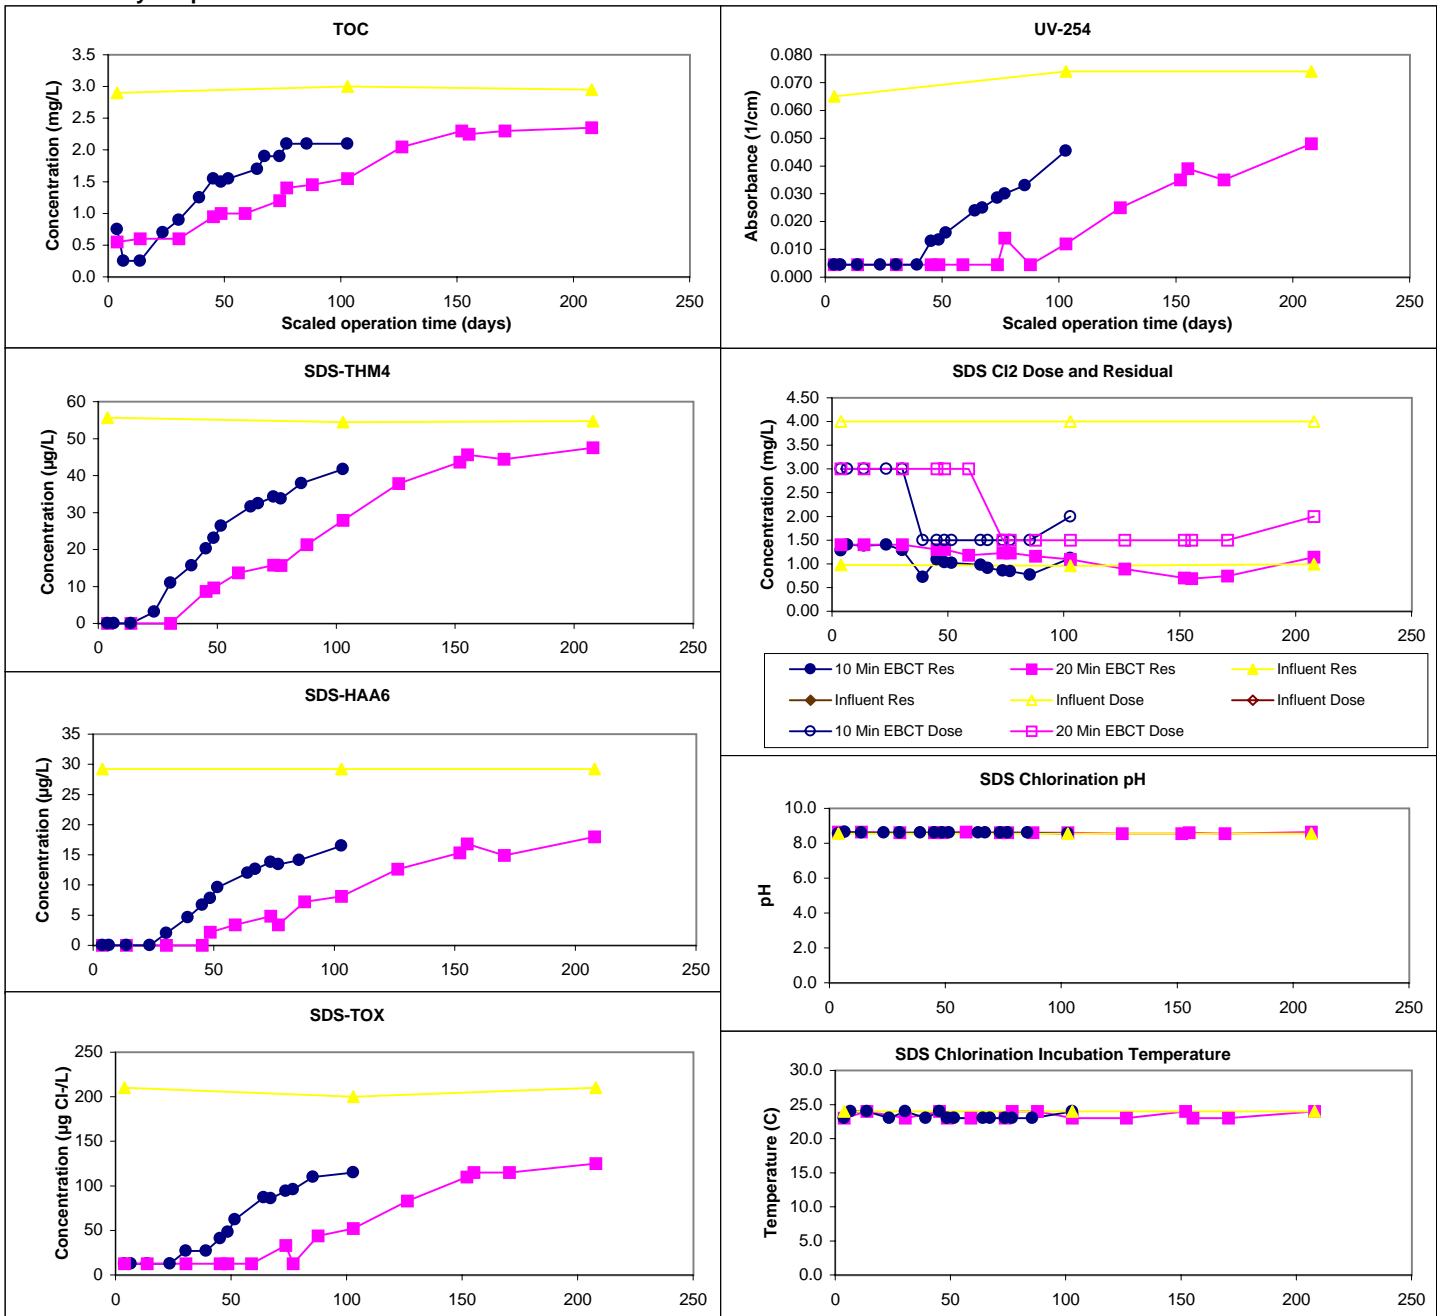 TOC
3.5
3.0
2.5
2.0
1.5
1.0
0.5
0.0
Concentration (mg/L)
0 50 100 150 200 250
Scaled operation time (days)
UV-254
0.080
0.070
0.060
0.050
0.040
0.030
0.020
0.010
0.000
Absorbance (1/cm)
0 50 100 150 200 250
Scaled operation time (days)
SDS-THM4
60
50
40
30
20
10
0
Concentration (µg/L)
0 50 100 150 200 250
SDS Cl2 Dose and Residual
4.50
4.00
3.50
3.00
2.50
2.00
1.50
1.00
0.50
0.00
Concentration (mg/L)
0 50 100 150 200 250
10 Min EBCT Res 20 Min EBCT Res Influent Res
Influent Res Influent Dose Influent Dose
10 Min EBCT Dose 20 Min EBCT Dose
SDS-HAA6
35
30
25
20
15
10
5
0
Concentration (µg/L)
0 50 100 150 200 250
SDS Chlorination pH
10.0
8.0
6.0
4.0
2.0
0.0
pH
0 50 100 150 200 250
SDS-TOX
250
200
150
100
50
0
Concentration (µg Cl-/L)
0 50 100 150 200 250
SDS Chlorination Incubation Temperature
30.0
25.0
20.0
15.0
10.0
5.0
0.0
Temperature (C)
0 50 100 150 200 250